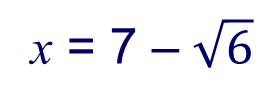 x = 7 – √6